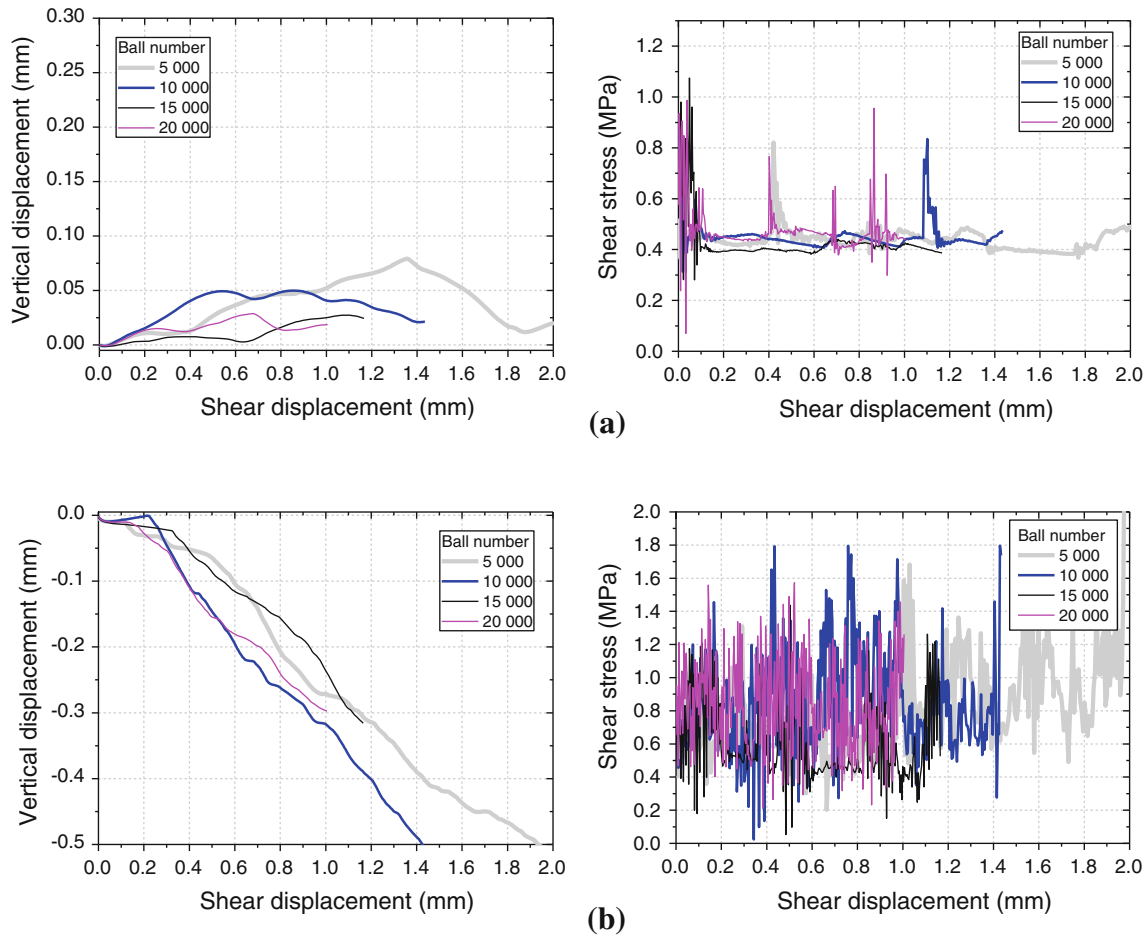 0.30
0.25
0.20
0.15
0.10
0.05
0.00
Vertical displacement (mm)
Ball number
5 000
10 000
15 000
20 000
0.0 0.2 0.4 0.6 0.8 1.0 1.2 1.4 1.6 1.8 2.0
Shear displacement (mm)
1.2
1.0
0.8
0.6
0.4
0.2
0.0
Shear stress (MPa)
Ball number
5 000
10 000
15 000
20 000
0.0 0.2 0.4 0.6 0.8 1.0 1.2 1.4 1.6 1.8 2.0
Shear displacement (mm)
(a)
0.0
-0.1
-0.2
-0.3
-0.4
-0.5
Vertical displacement (mm)
Ball number
5 000
10 000
15 000
20 000
0.0 0.2 0.4 0.6 0.8 1.0 1.2 1.4 1.6 1.8 2.0
Shear displacement (mm)
2.0
1.8
1.6
1.4
1.2
1.0
0.8
0.6
0.4
0.2
0.0
Shear stress (MPa)
Ball number
5 000
10 000
15 000
20 000
0.0 0.2 0.4 0.6 0.8 1.0 1.2 1.4 1.6 1.8 2.0
Shear displacement (mm)
(b)